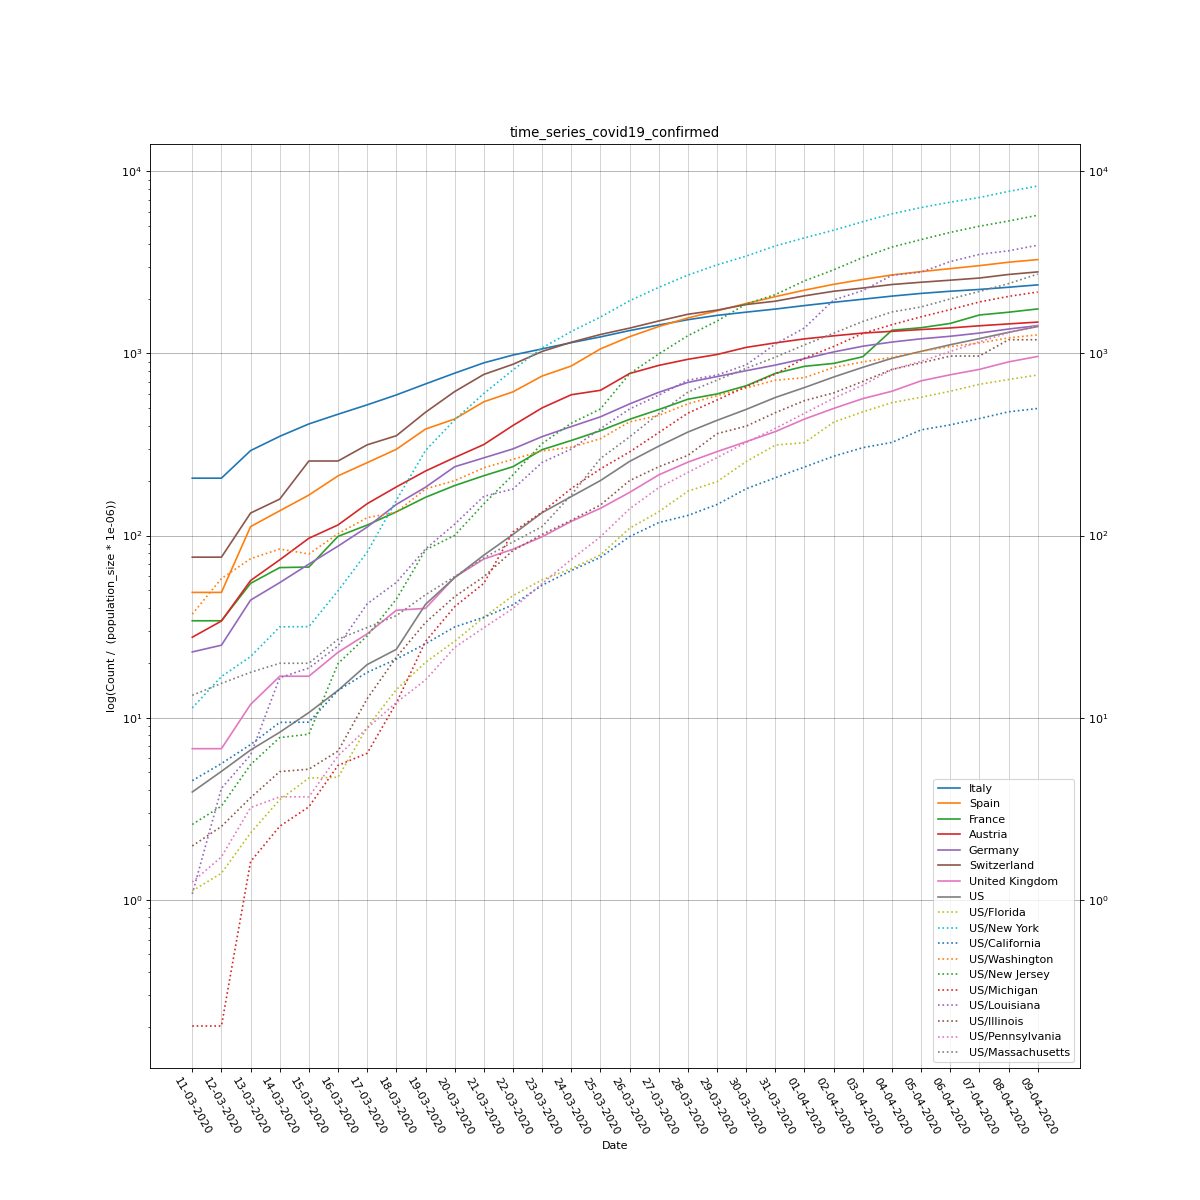 time_series_covid19_confirmed
10⁴
10³
10²
10¹
10⁰
log(Count /  (population_size * 1e-06))
10⁴
10³
10²
10¹
10⁰
Italy
Spain
France
Austria
Germany
Switzerland
United Kingdom
US
US/Florida
US/New York
US/California
US/Washington
US/New Jersey
US/Michigan
US/Louisiana
US/Illinois
US/Pennsylvania
US/Massachusetts
11-03-2020
12-03-2020
13-03-2020
14-03-2020
15-03-2020
16-03-2020
17-03-2020
18-03-2020
19-03-2020
20-03-2020
21-03-2020
22-03-2020
23-03-2020
24-03-2020
25-03-2020
26-03-2020
27-03-2020
28-03-2020
29-03-2020
30-03-2020
31-03-2020
01-04-2020
02-04-2020
03-04-2020
04-04-2020
05-04-2020
06-04-2020
07-04-2020
08-04-2020
09-04-2020
Date